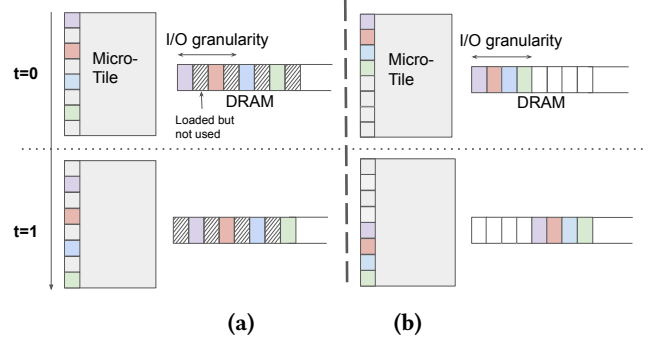 t=0
Micro-
Tile
I/O granularity
DRAM
Loaded but
not used
Micro-
Tile
I/O granularity
DRAM
t=1
(a)
(b)